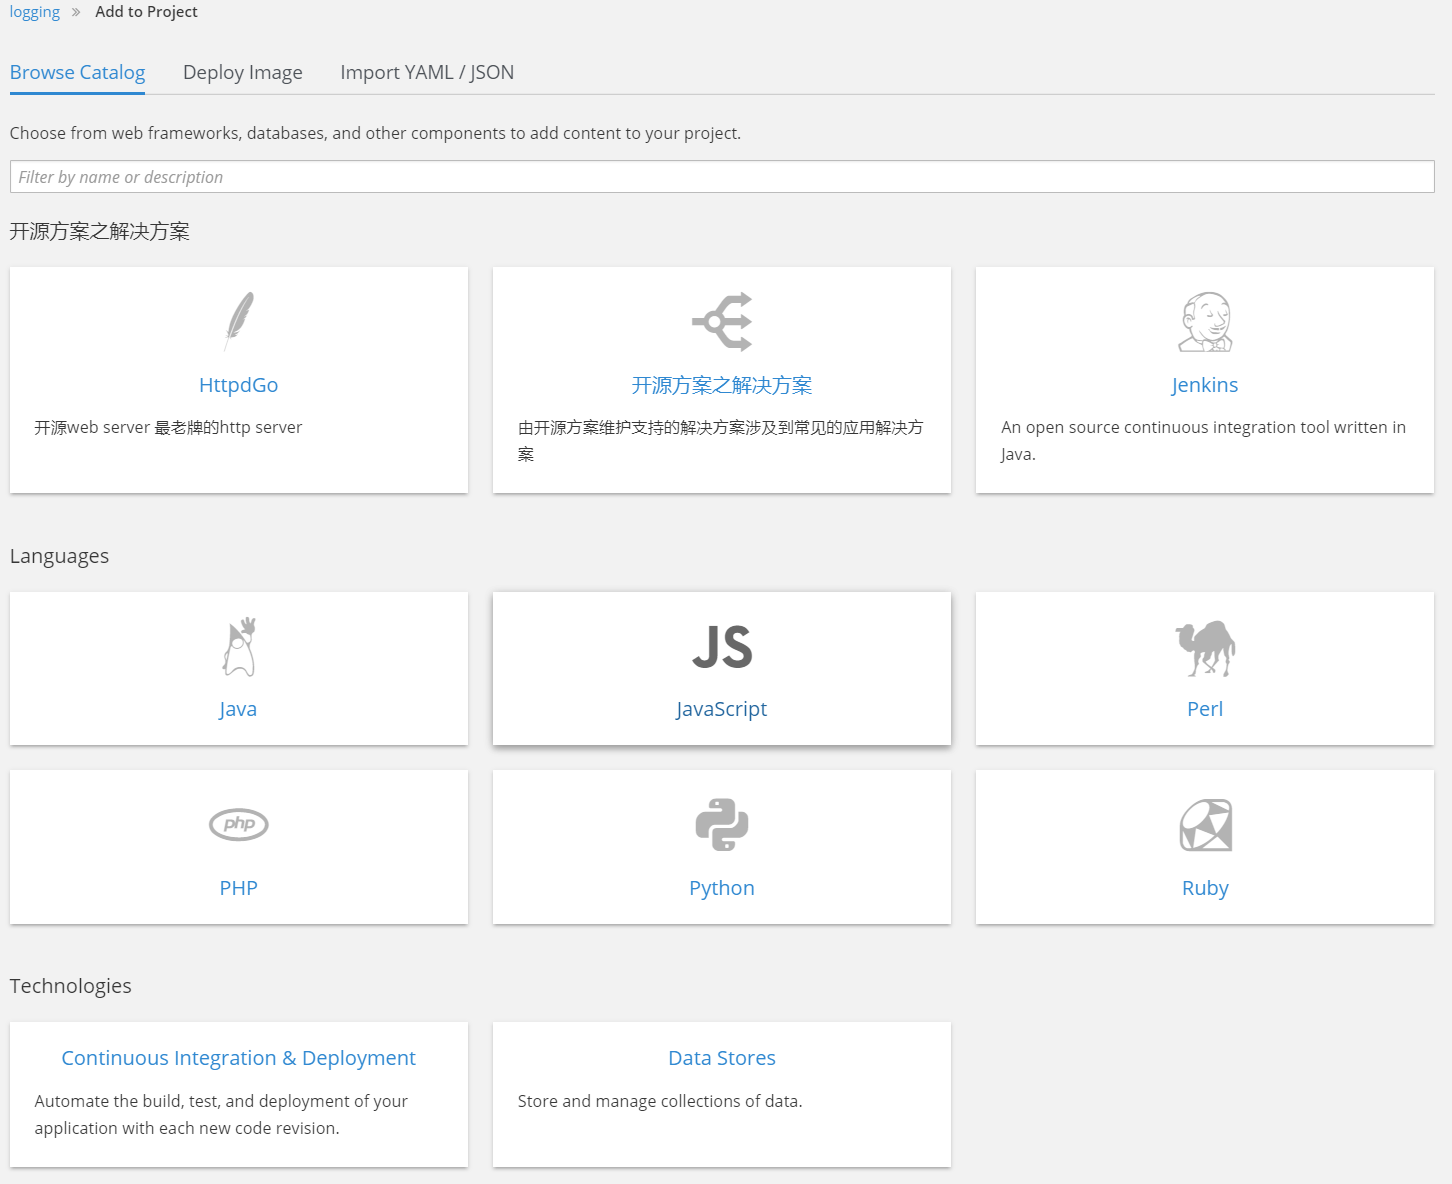 logging » Add to Project
Browse Catalog Deploy Image Import YAML / JSON
Choose from web frameworks, databases, and other components to add content to your project.
Filter by name or description
开源方案之解决方案
HttpdGo
开源web server 最老牌的http server
开源方案之解决方案
由开源方案维护支持的解决方案涉及到常见的应用解决方
案
Jenkins
An open source continuous integration tool written in
Java.
Languages
Java
JS
JavaScript
Perl
php
PHP
Python
Ruby
Technologies
Continuous Integration & Deployment
Automate the build, test, and deployment of your
application with each new code revision.
Data Stores
Store and manage collections of data.